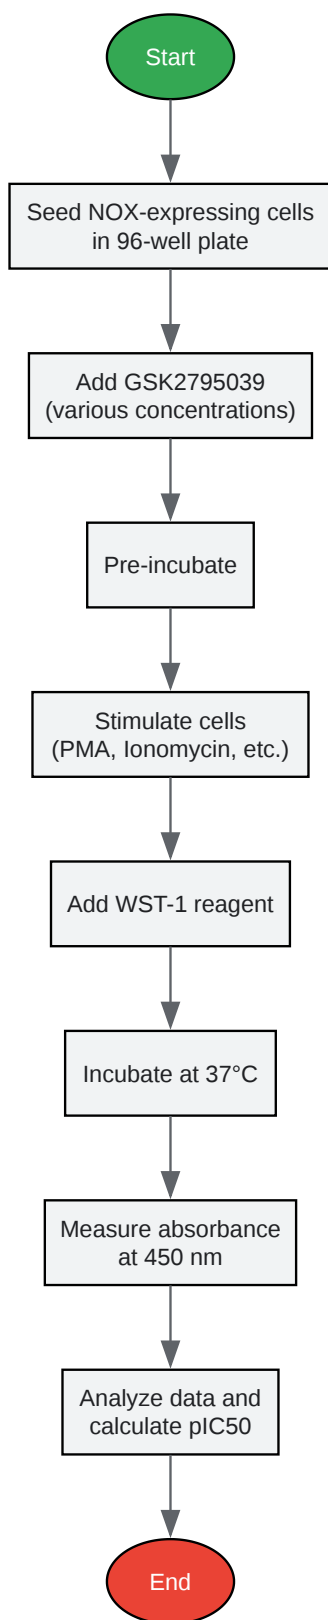 Start
Seed NOX-expressing cells
in 96-well plate
Add GSK2795039
(various concentrations)
Pre-incubate
Stimulate cells
(PMA, Ionomycin, etc.)
Add WST-1 reagent
Incubate at 37°C
Measure absorbance
at 450 nm
Analyze data and
calculate pIC50
End